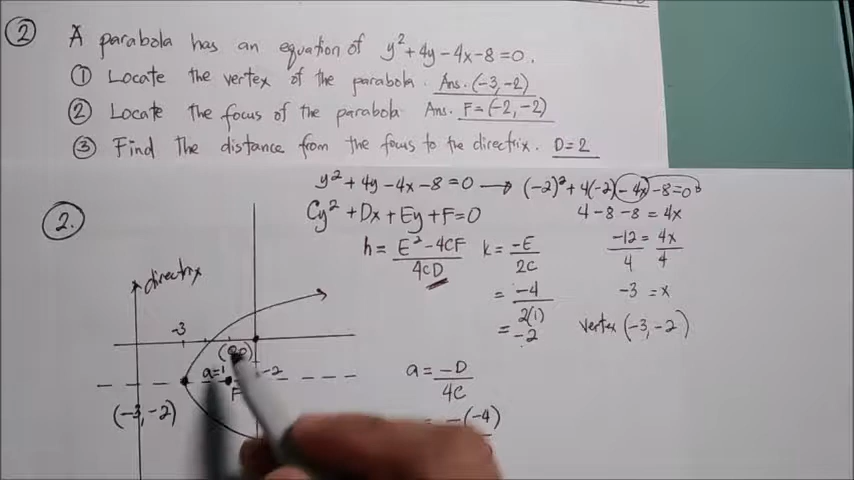 ② A parabola has an equation of y² + 4y - 4x - 8 = 0.
① Locate the vertex of the parabola. Ans. (-3, -2)
② Locate the focus of the parabola Ans. F = (-2, -2)
③ Find the distance from the focus to the directrix. D = 2
y² + 4y - 4x - 8 = 0 → (-2)² + 4(-2) - 4x - 8 = 0
Cy² + Dx + Ey + F = 0
4 - 8 - 8 = 4x
2.
h = E² - 4CF / 4CD
k = -E / 2C
-12 / 4 = 4x / 4
directrix
= -4 / 2(1)
-3 = x
= -2
vertex (-3, -2)
-3
a = 1
-2
F
a = -D / 4C
(-3, -2)
-(-4)